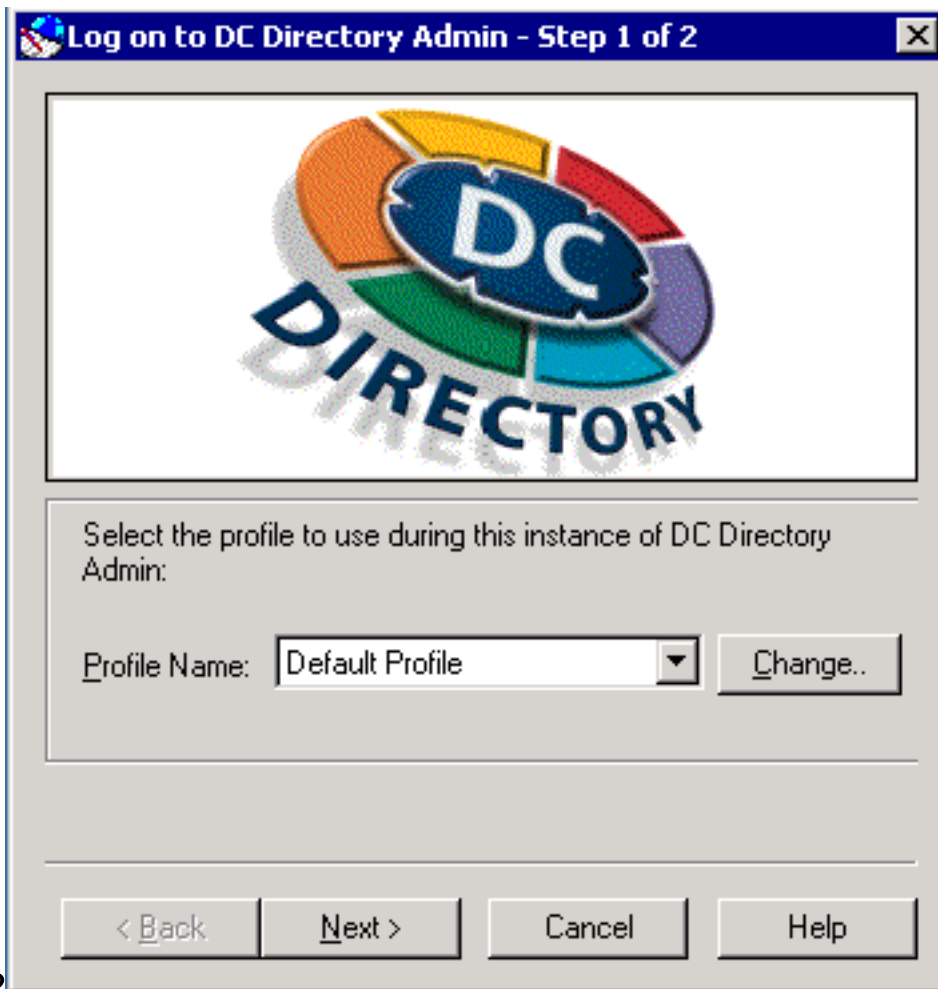 Log on to DC Directory Admin - Step 1 of 2
DC
DIRECTORY
Select the profile to use during this instance of DC Directory
Admin:
Profile Name: Default Profile Change..
< Back Next > Cancel Help